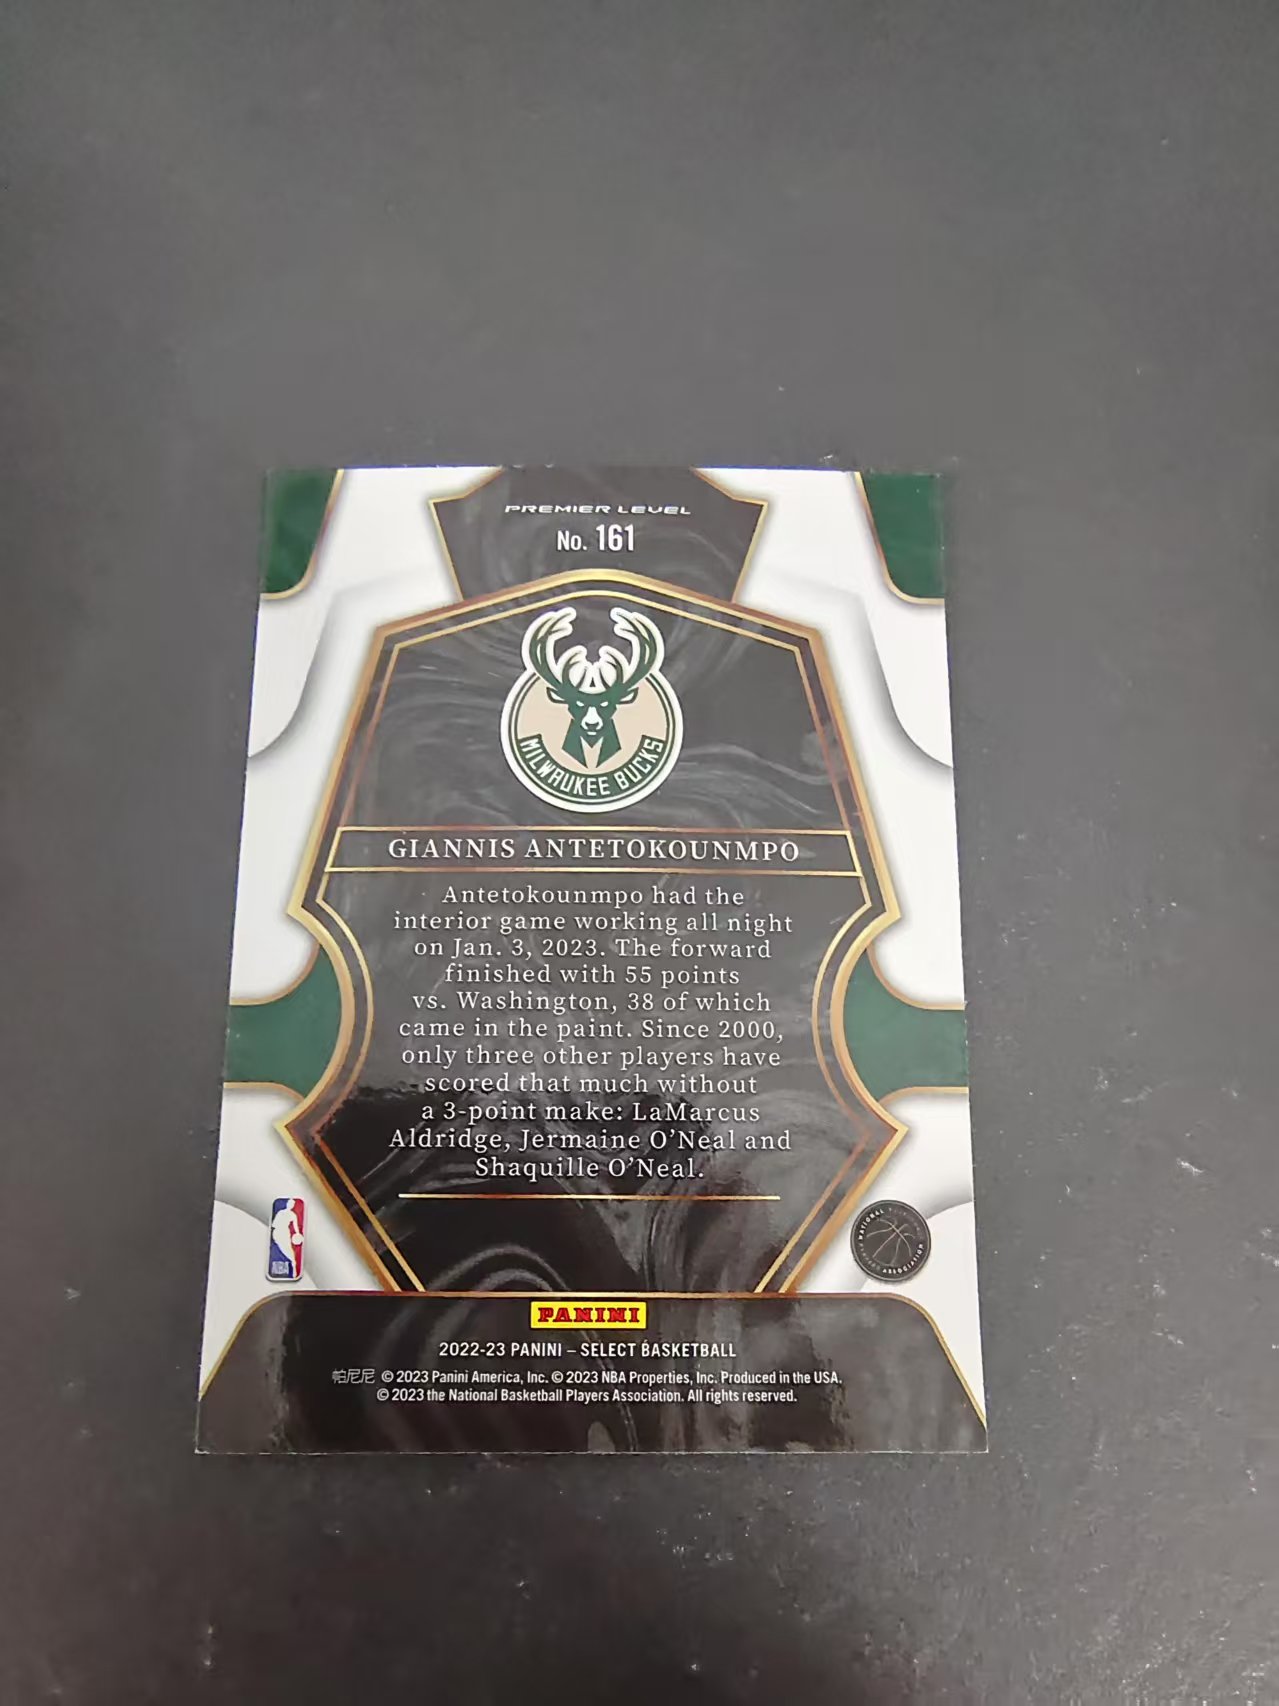 PREMIER LEVEL
No. 161
MILWAUKEE BUCKS
GIANNIS ANTETOKOUNMPO
Antetokounmpo had the
interior game working all night
on Jan. 3, 2023. The forward
finished with 55 points
vs. Washington, 38 of which
came in the paint. Since 2000,
only three other players have
scored that much without
a 3-point make: LaMarcus
Aldridge, Jermaine O'Neal and
Shaquille O'Neal.
NBA
NATIONAL
ASSOCIATION
PANINI
2022-23 PANINI – SELECT BASKETBALL
帕尼尼 © 2023 Panini America, Inc. © 2023 NBA Properties, Inc. Produced in the USA.
© 2023 the National Basketball Players Association. All rights reserved.